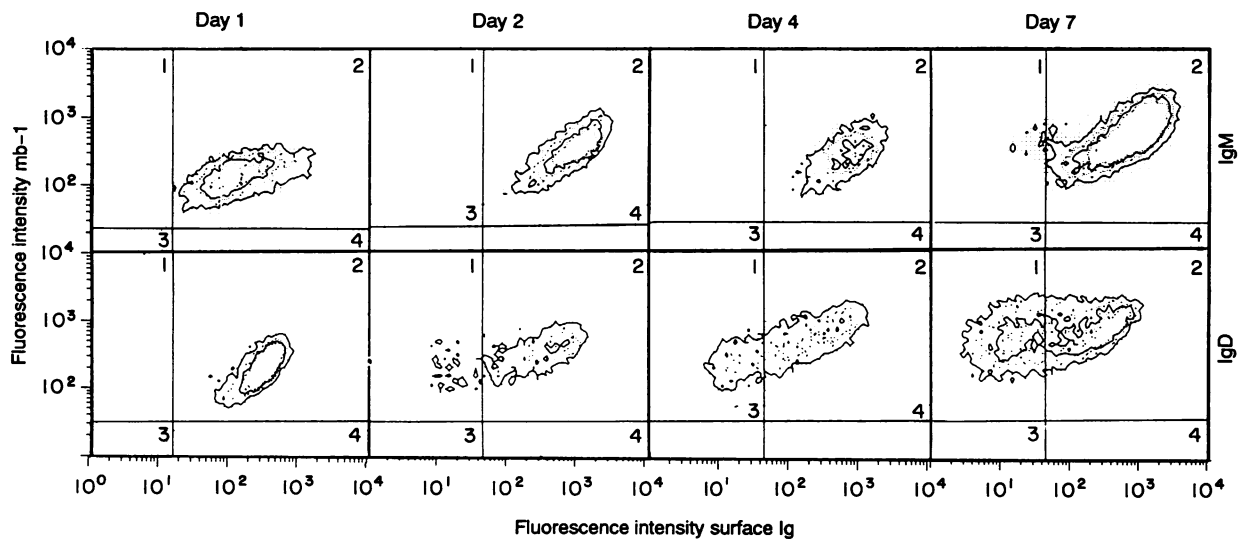 Day 1 Day 2 Day 4 Day 7
10⁴ 1 2 1 2 1 2 1 2
10³
10²
3 4 3 4 3 4 3 4
IgM
10⁴ 1 2 1 2 1 2 1 2
10³
10²
3 4 3 4 3 4 3 4
IgD
Fluorescence intensity mb-1
10⁰ 10¹ 10² 10³ 10⁴ 10¹ 10² 10³ 10⁴ 10¹ 10² 10³ 10⁴ 10¹ 10² 10³ 10⁴
Fluorescence intensity surface Ig